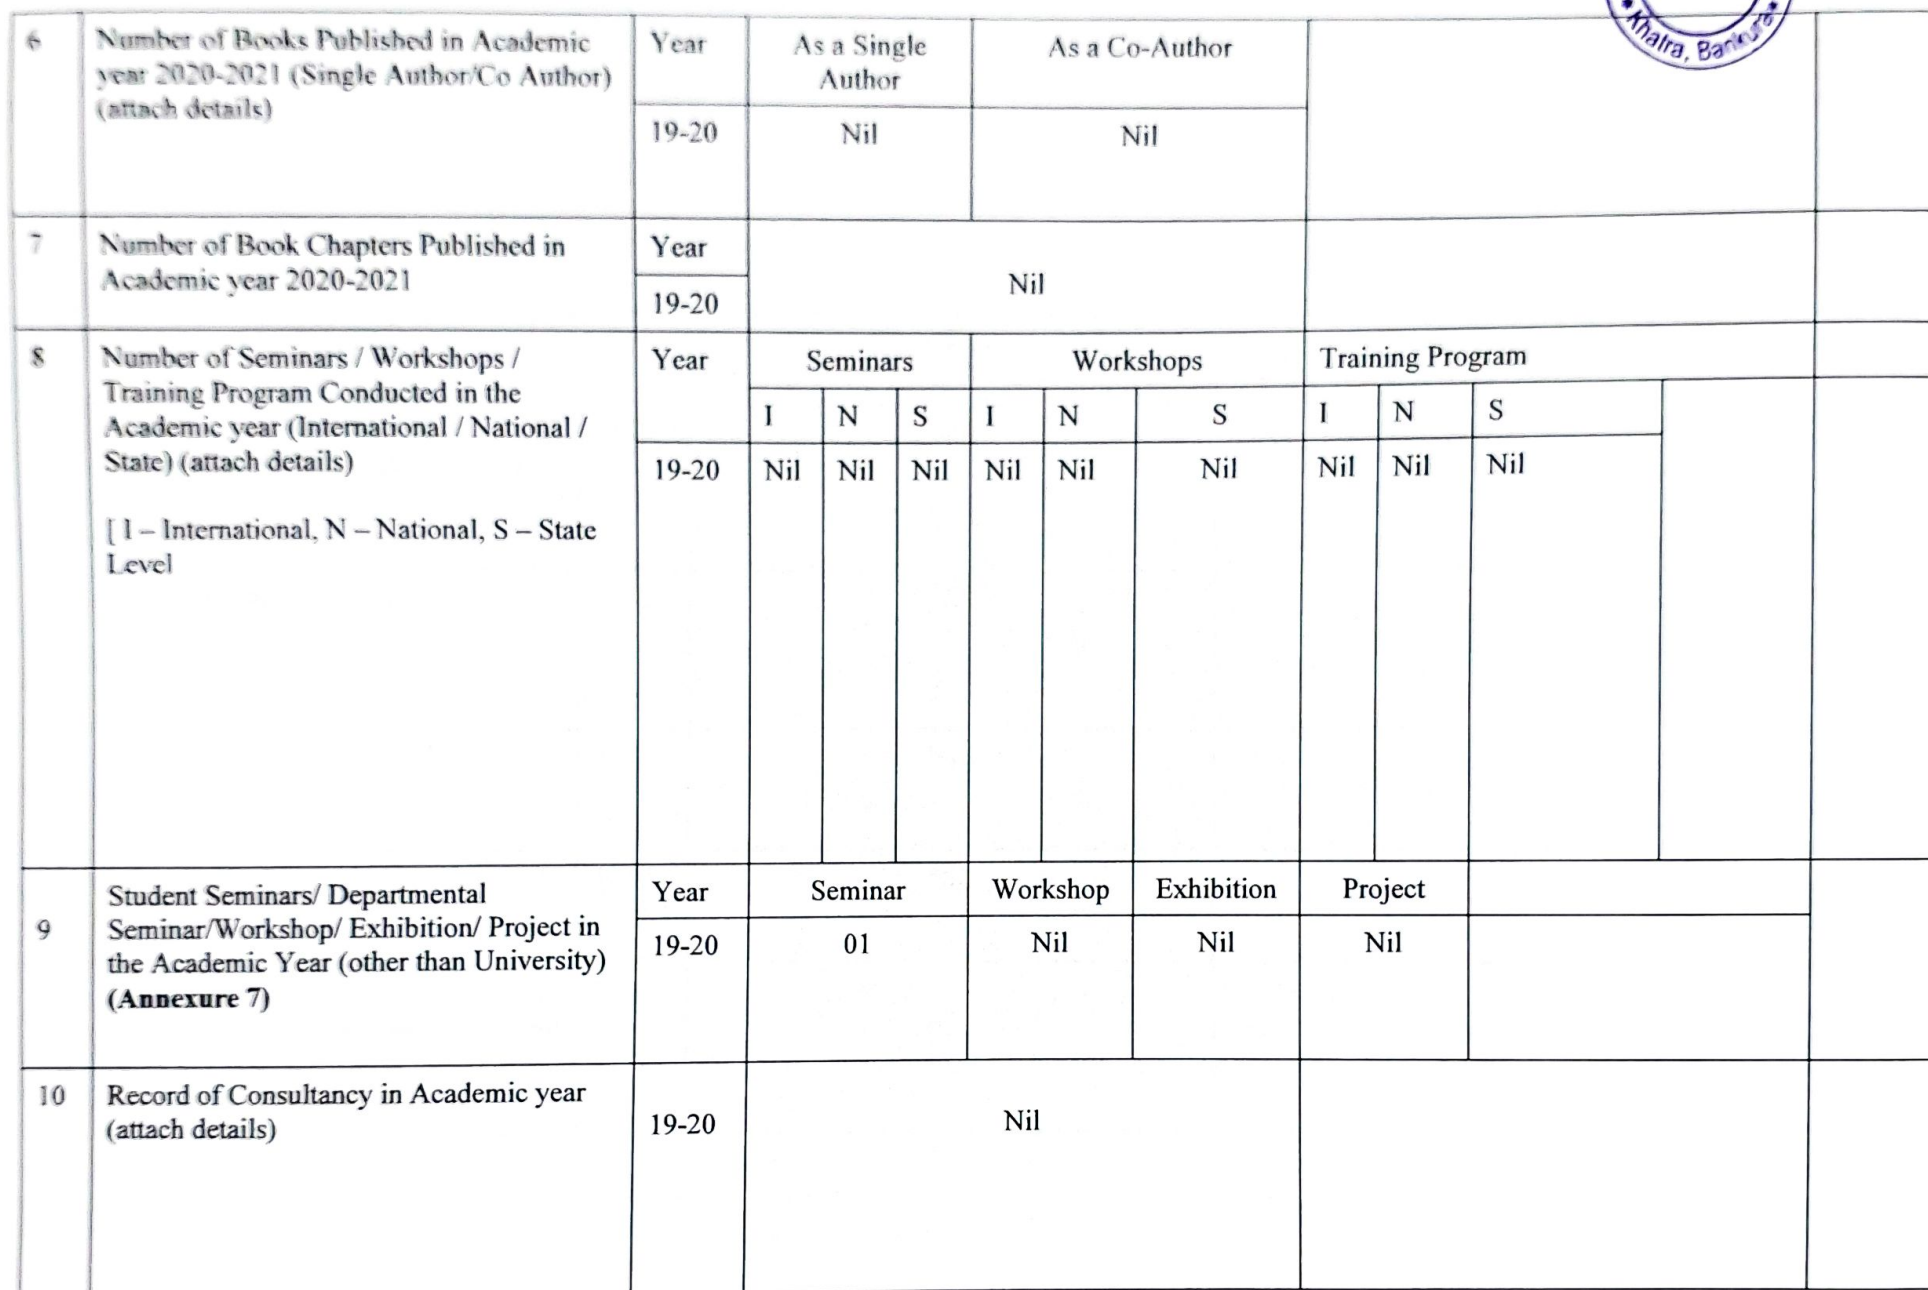 Khatra, Bankura
6 Number of Books Published in Academic Year As a Single As a Co-Author
year 2020-2021 (Single Author/Co Author) Author
(attach details)
19-20 Nil Nil
7 Number of Book Chapters Published in Year
Academic year 2020-2021 Nil
19-20
8 Number of Seminars / Workshops / Year Seminars Workshops Training Program
Training Program Conducted in the
Academic year (International / National / I N S I N S I N S
State) (attach details) 19-20 Nil Nil Nil Nil Nil Nil Nil Nil Nil
[ I – International, N – National, S – State
Level
Student Seminars/ Departmental Year Seminar Workshop Exhibition Project
9 Seminar/Workshop/ Exhibition/ Project in
the Academic Year (other than University) 19-20 01 Nil Nil Nil
(Annexure 7)
10 Record of Consultancy in Academic year
(attach details) 19-20 Nil